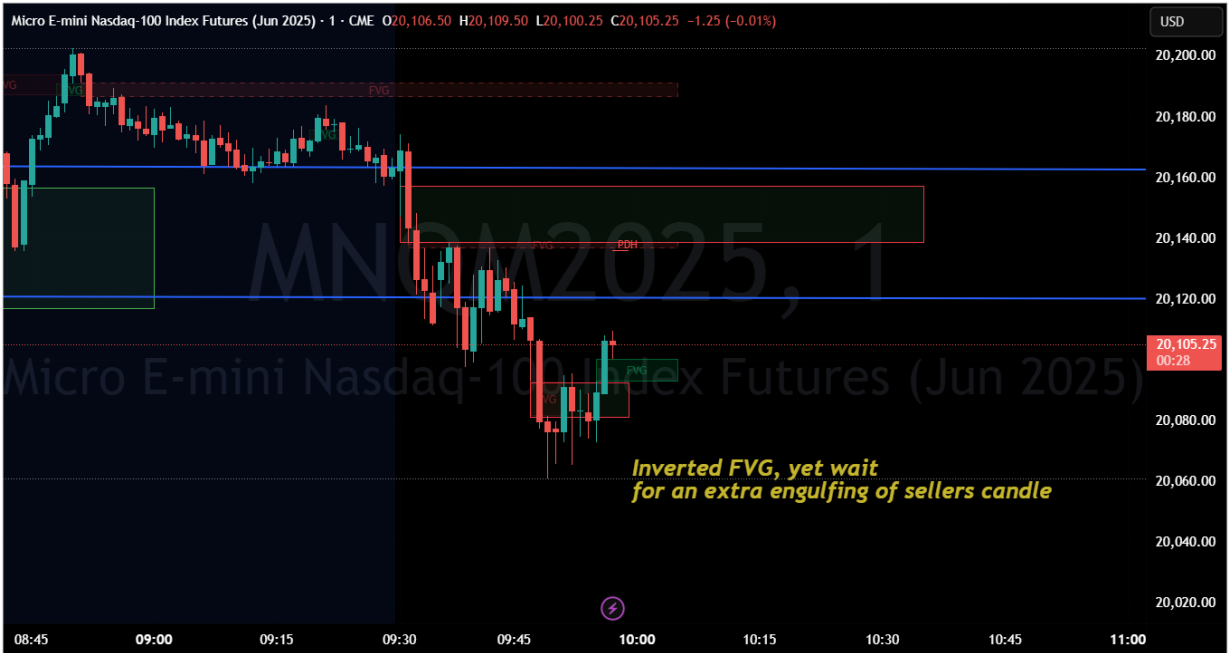 Micro E-mini Nasdaq-100 Index Futures (Jun 2025) · 1 · CME O20,106.50 H20,109.50 L20,100.25 C20,105.25 −1.25 (−0.01%)
USD
20,200.00
VG
FVG
FVG
20,180.00
FVG
20,160.00
MNQM2025, 1
20,140.00
FVG
PDH
20,120.00
20,105.25
00:28
Micro E-mini Nasdaq-100 Index Futures (Jun 2025)
FVG
VG
20,080.00
Inverted FVG, yet wait
for an extra engulfing of sellers candle
20,060.00
20,040.00
20,020.00
08:45 09:00 09:15 09:30 09:45 10:00 10:15 10:30 10:45 11:00